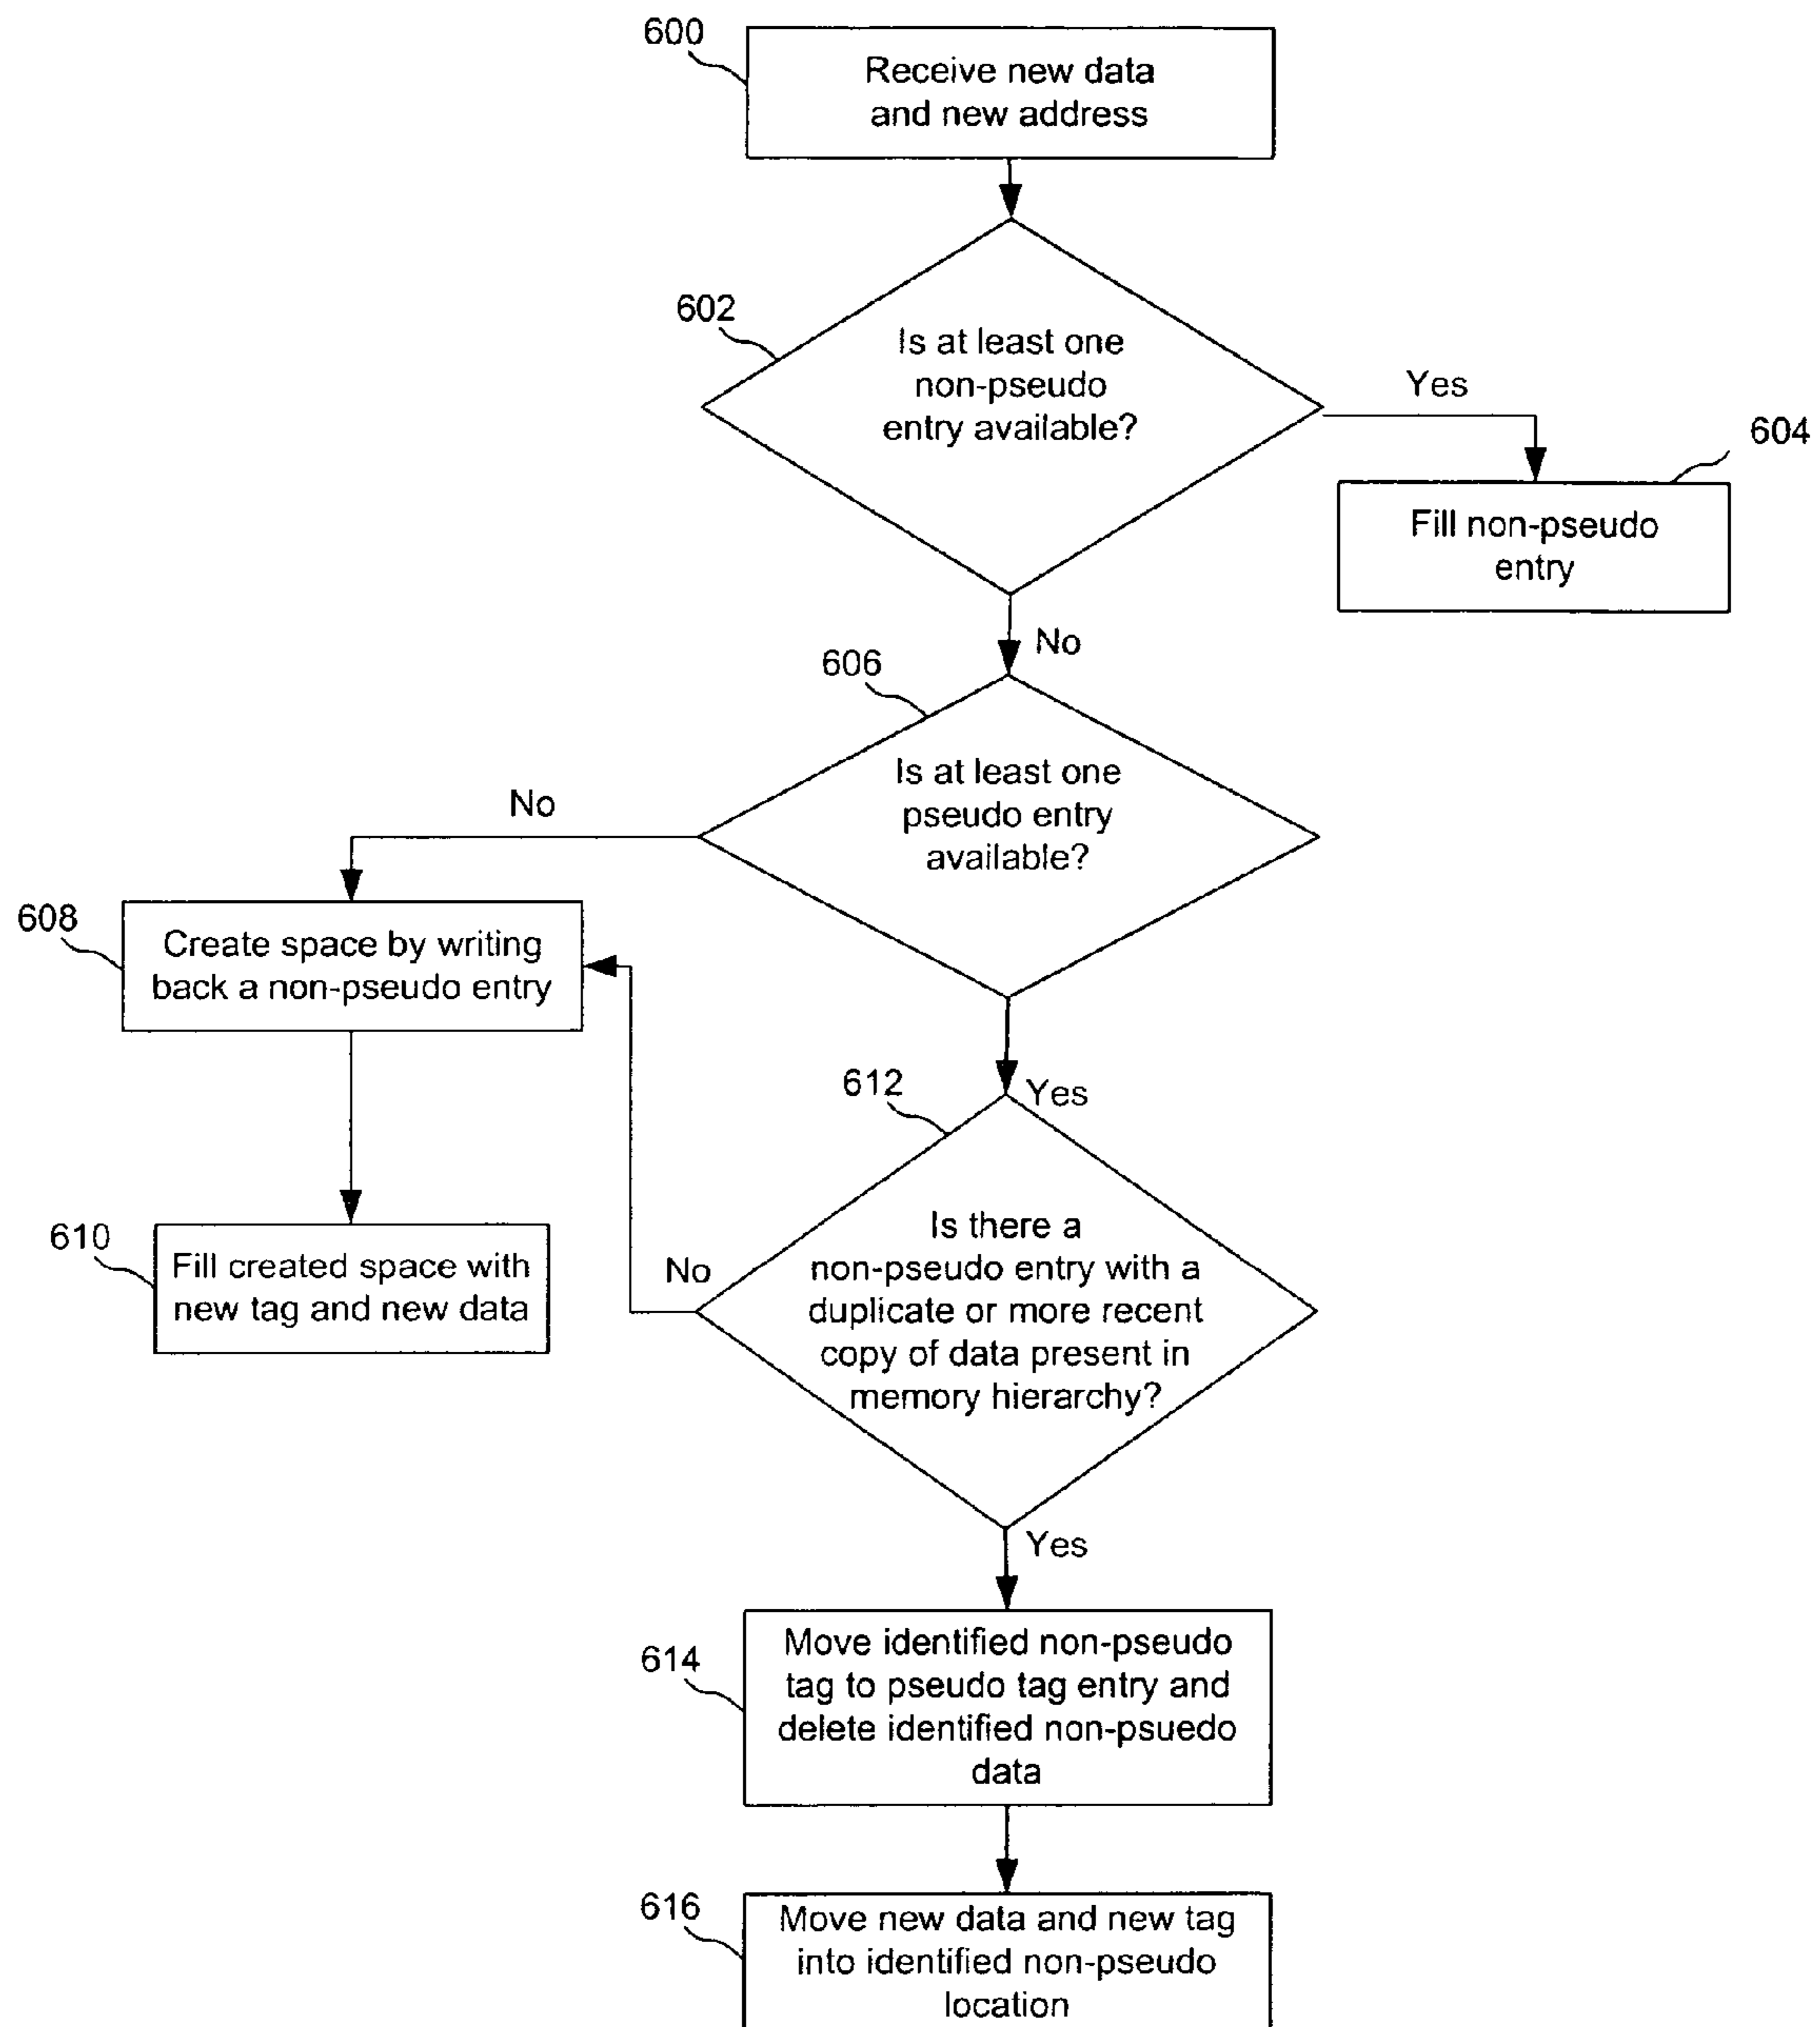 600
Receive new data
and new address
602
Is at least one
non-pseudo
entry available?
Yes
604
Fill non-pseudo
entry
No
606
Is at least one
pseudo entry
available?
No
608
Create space by writing
back a non-pseudo entry
Yes
612
610
Fill created space with
new tag and new data
No
Is there a
non-pseudo entry with a
duplicate or more recent
copy of data present in
memory hierarchy?
Yes
614
Move identified non-pseudo
tag to pseudo tag entry and
delete identified non-psuedo
data
616
Move new data and new tag
into identified non-pseudo
location